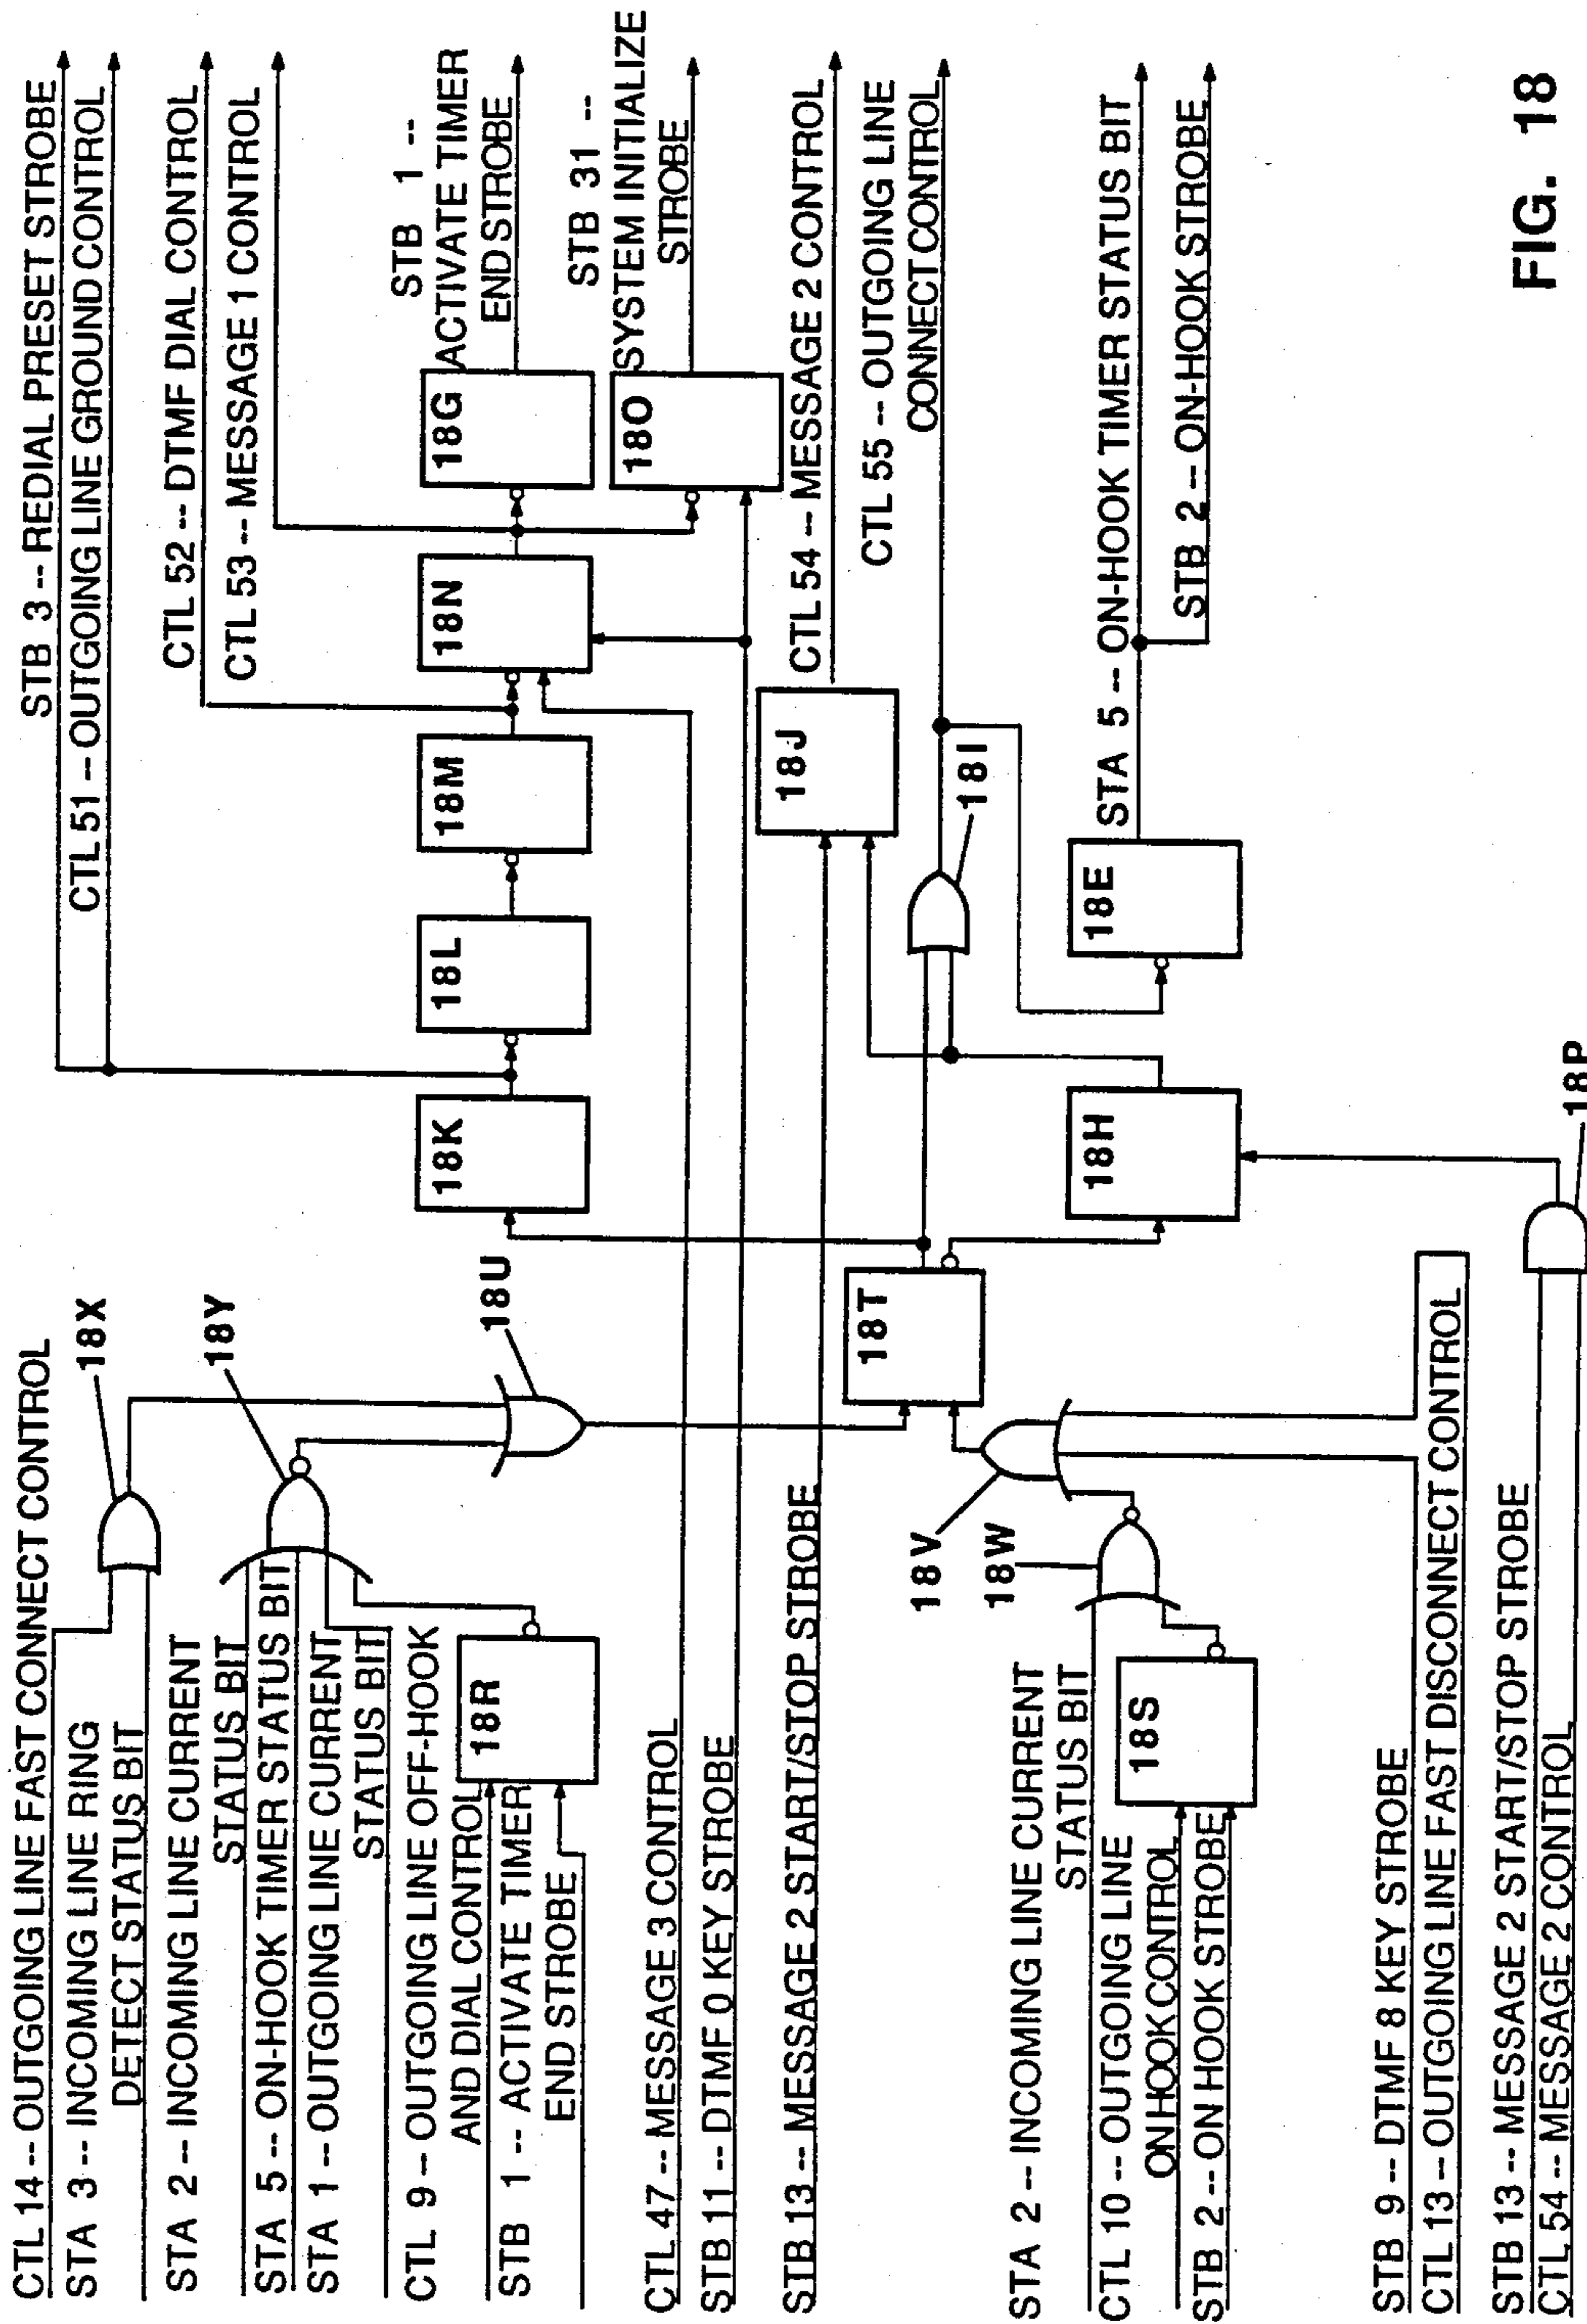 CTL 14 -- OUTGOING LINE FAST CONNECT CONTROL
STA 3 -- INCOMING LINE RING
DETECT STATUS BIT
STA 2 -- INCOMING LINE CURRENT
STATUS BIT
STA 5 -- ON-HOOK TIMER STATUS BIT
STA 1 -- OUTGOING LINE CURRENT
STATUS BIT
CTL 9 -- OUTGOING LINE OFF-HOOK
AND DIAL CONTROL
STB 1 -- ACTIVATE TIMER
END STROBE
18R
18X
18Y
18U
CTL 47 -- MESSAGE 3 CONTROL
STB 11 -- DTMF 0 KEY STROBE
STB 13 -- MESSAGE 2 START/STOP STROBE
STA 2 -- INCOMING LINE CURRENT
STATUS BIT
CTL 10 -- OUTGOING LINE
ON HOOK CONTROL
STB 2 -- ON HOOK STROBE
18S
18V
18W
18T
STB 9 -- DTMF 8 KEY STROBE
CTL 13 -- OUTGOING LINE FAST DISCONNECT CONTROL
STB 13 -- MESSAGE 2 START/STOP STROBE
CTL 54 -- MESSAGE 2 CONTROL
18P
18H
18K
18L
18M
18N
18G
18O
18J
18I
18E
STB 3 -- REDIAL PRESET STROBE
CTL 51 -- OUTGOING LINE GROUND CONTROL
CTL 52 -- DTMF DIAL CONTROL
CTL 53 -- MESSAGE 1 CONTROL
STB 1 --
ACTIVATE TIMER
END STROBE
STB 31 --
SYSTEM INITIALIZE
STROBE
CTL 54 -- MESSAGE 2 CONTROL
CTL 55 -- OUTGOING LINE
CONNECT CONTROL
STA 5 -- ON-HOOK TIMER STATUS BIT
STB 2 -- ON-HOOK STROBE
FIG. 18